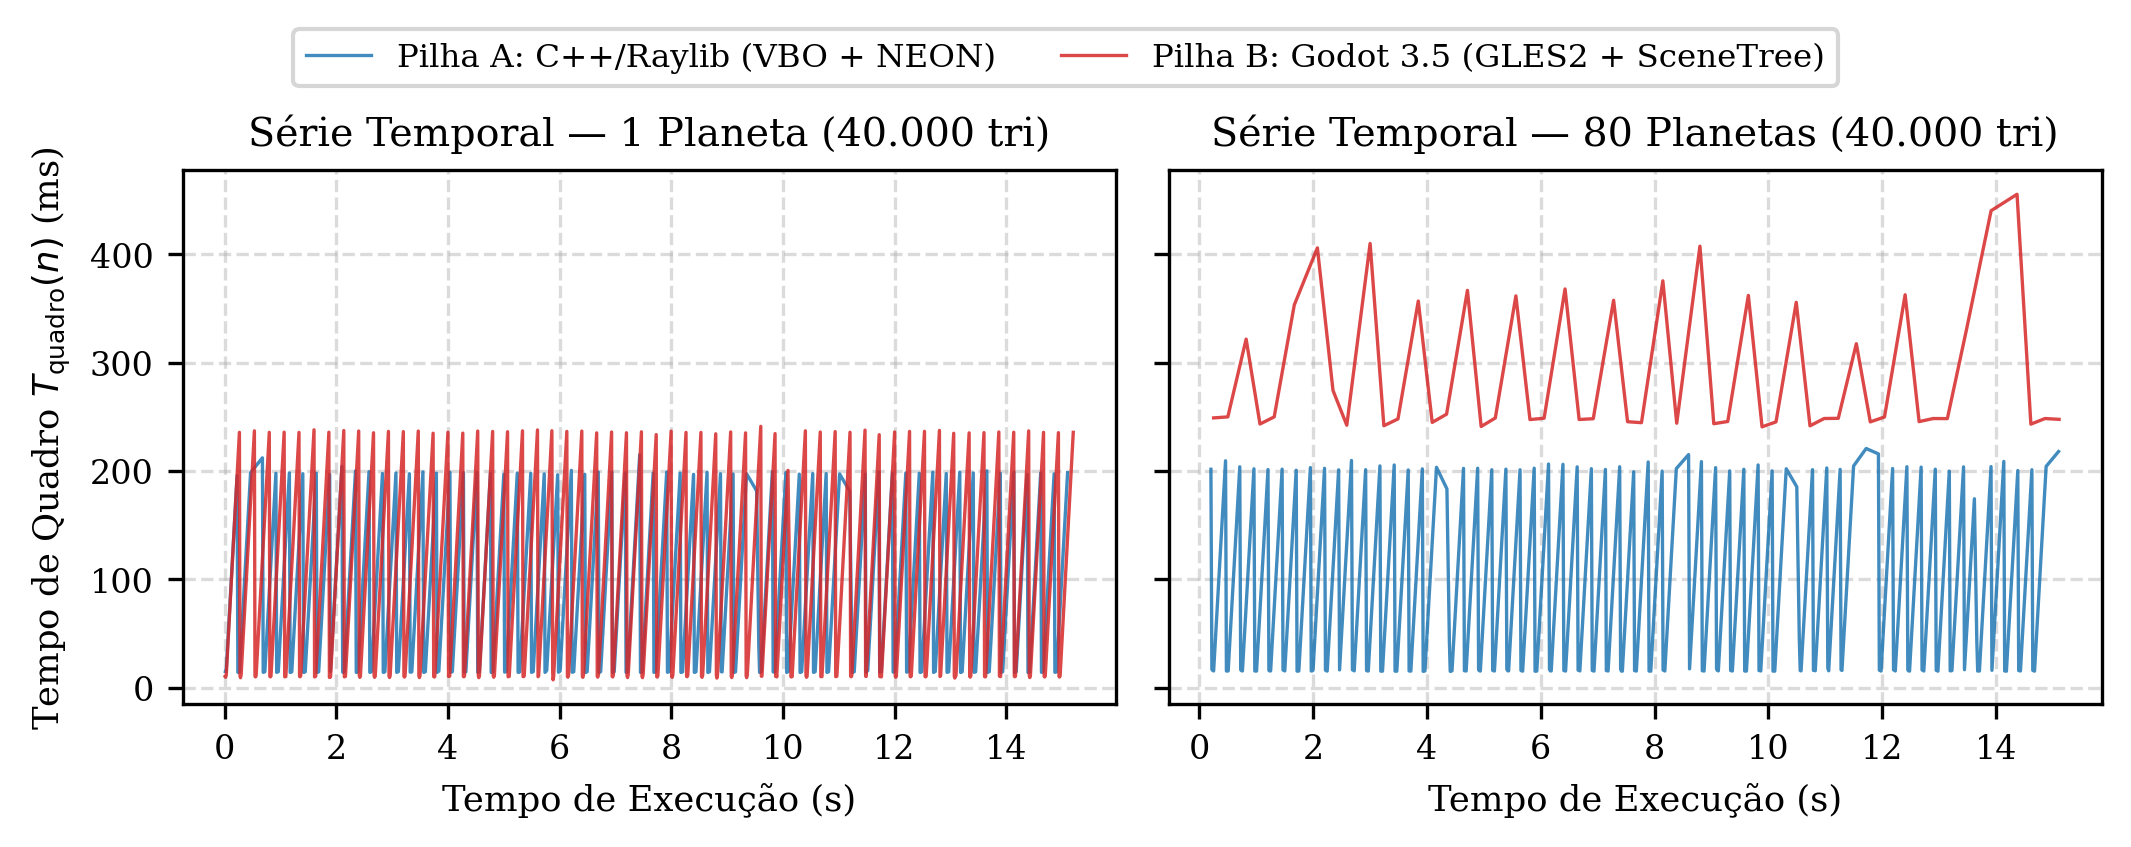 Pilha A: C++/Raylib (VBO + NEON) Pilha B: Godot 3.5 (GLES2 + SceneTree)
Série Temporal — 1 Planeta (40.000 tri)
Tempo de Quadro T_quadro(n) (ms)
400
300
200
100
0
0 2 4 6 8 10 12 14
Tempo de Execução (s)
Série Temporal — 80 Planetas (40.000 tri)
0 2 4 6 8 10 12 14
Tempo de Execução (s)